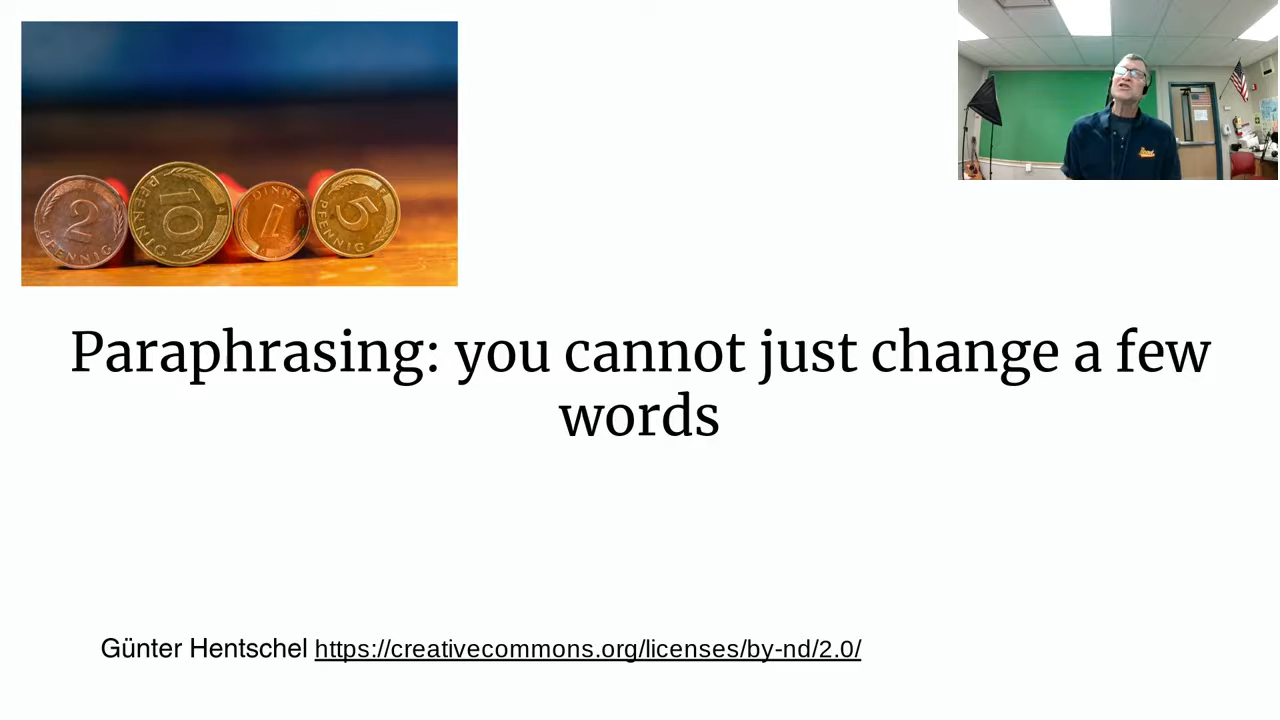 2
PFENNIG
10
PFENNIG
1
PFENNIG
5
Paraphrasing: you cannot just change a few
words
Günter Hentschel https://creativecommons.org/licenses/by-nd/2.0/